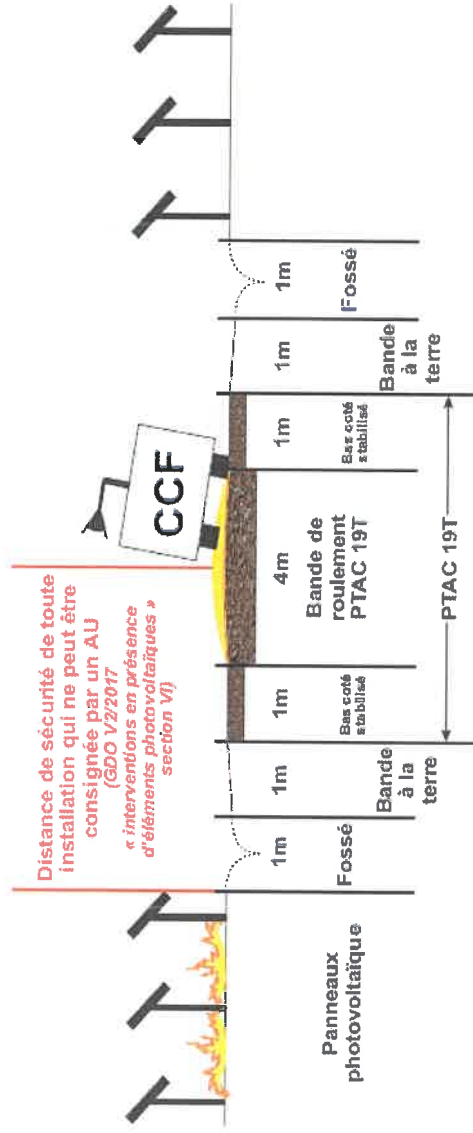 Distance de sécurité de toute
installation qui ne peut être
consignée par un AU
(GDO V2/2017
« interventions en présence
d'éléments photovoltaïques »
section VI)
CCF
1m
1m
1m
4m
1m
1m
1m
Panneaux
photovoltaïque
Fossé
Bande
à la
terre
Bas coté
stabilisé
Bande de
roulement
PTAC 19T
Bas coté
stabilisé
Bande
à la
terre
Fossé
PTAC 19T